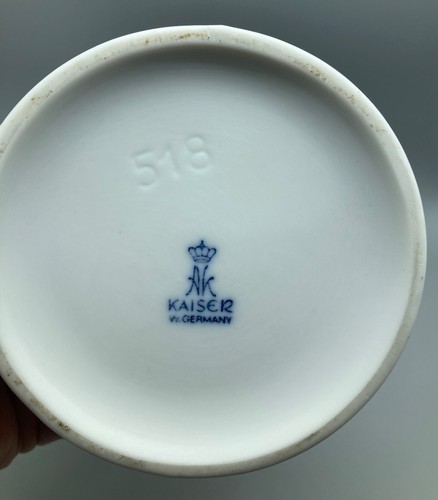 518
AK
KAISER
W. GERMANY